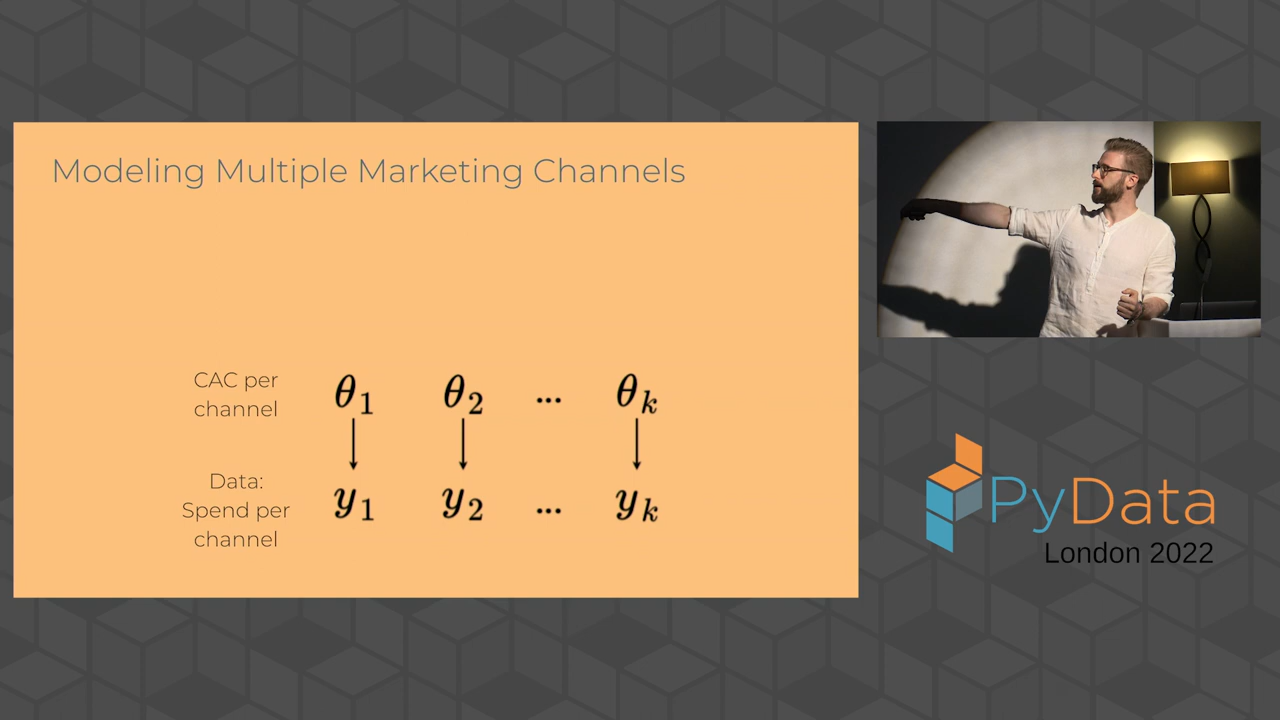 Modeling Multiple Marketing Channels
CAC per
channel
θ₁ θ₂ ... θₖ
Data:
Spend per
channel
y₁ y₂ ... yₖ
PyData
London 2022